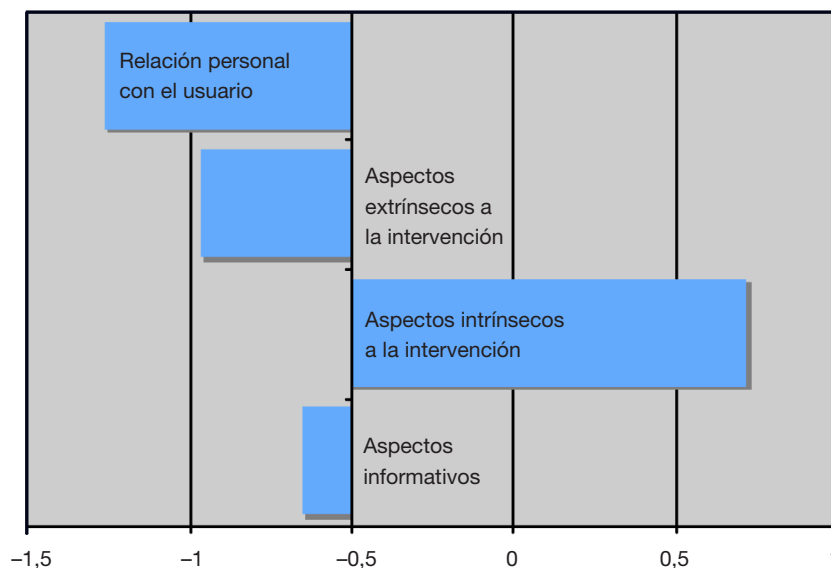 Relación personal
con el usuario
Aspectos
extrínsecos a
la intervención
Aspectos intrínsecos
a la intervención
Aspectos
informativos
–1,5 –1 –0,5 0 0,5